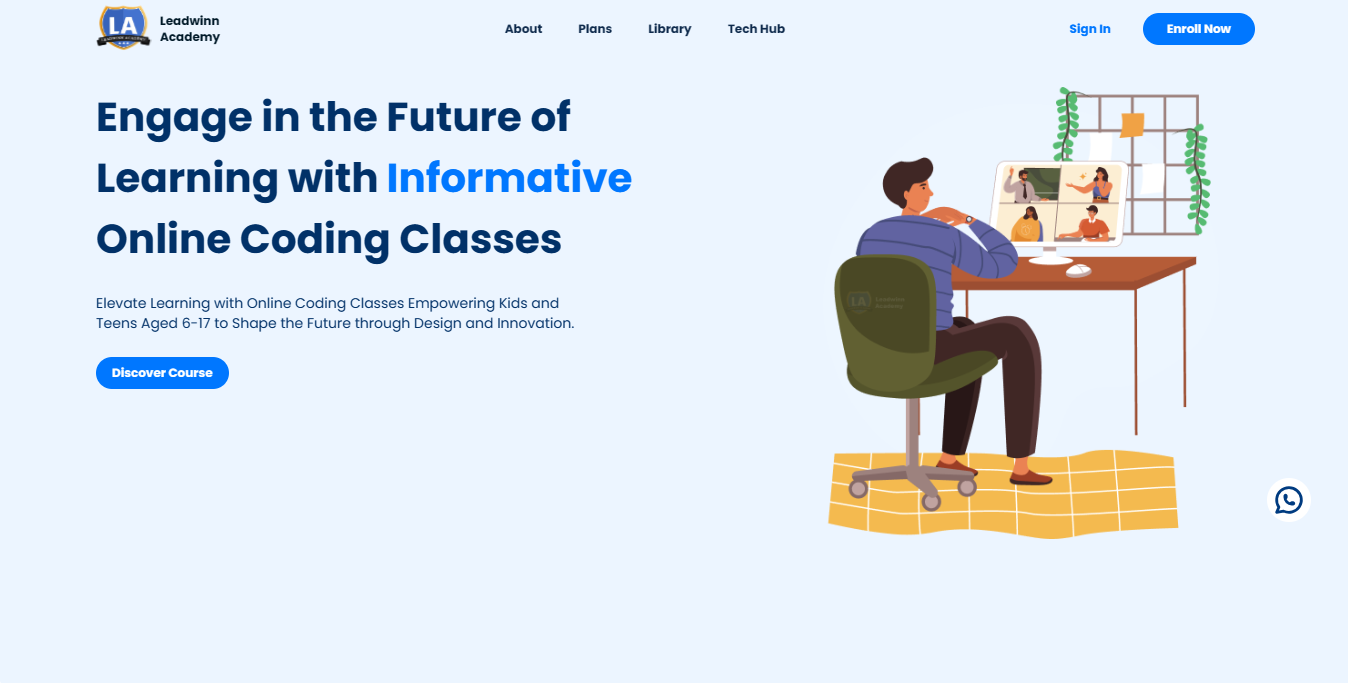 LA
LEADWINN ACADEMY
Leadwinn
Academy
About
Plans
Library
Tech Hub
Sign In
Enroll Now
Engage in the Future of
Learning with Informative
Online Coding Classes
Elevate Learning with Online Coding Classes Empowering Kids and
Teens Aged 6-17 to Shape the Future through Design and Innovation.
Discover Course
LA
Leadwinn
Academy